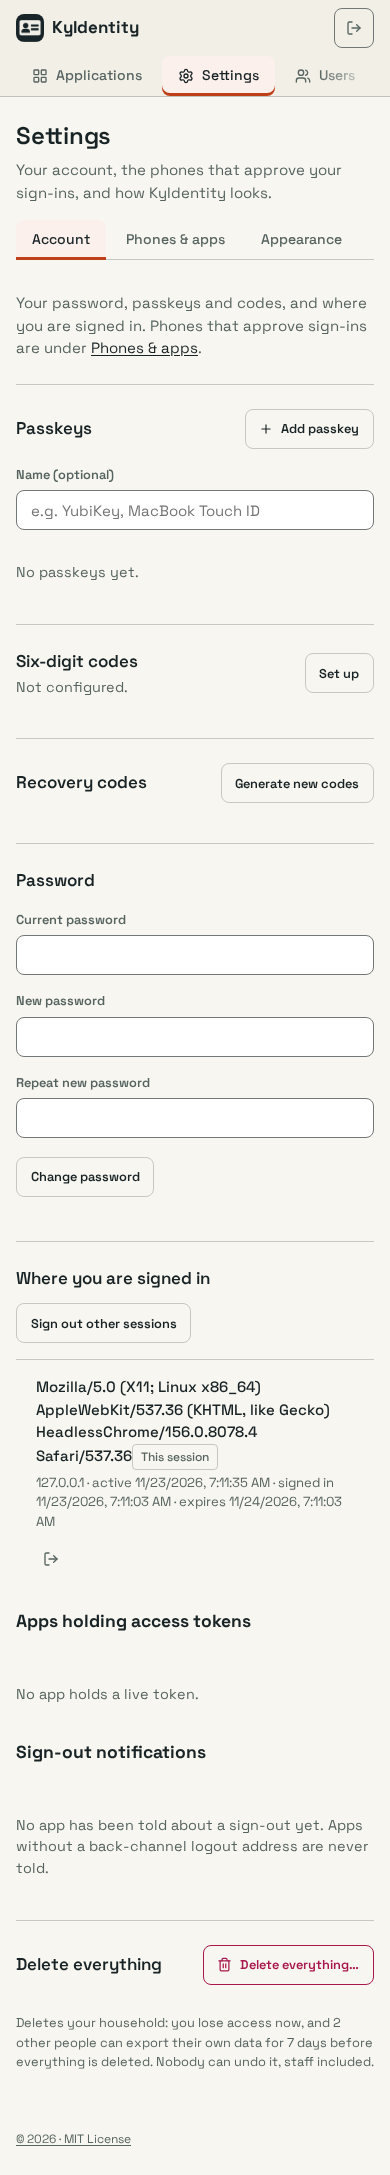 Kyldentity
Applications
Settings
Users
Settings
Your account, the phones that approve your
sign-ins, and how Kyldentity looks.
Account
Phones & apps
Appearance
Your password, passkeys and codes, and where
you are signed in. Phones that approve sign-ins
are under Phones & apps.
Passkeys
Add passkey
Name (optional)
e.g. YubiKey, MacBook Touch ID
No passkeys yet.
Six-digit codes
Not configured.
Set up
Recovery codes
Generate new codes
Password
Current password
New password
Repeat new password
Change password
Where you are signed in
Sign out other sessions
Mozilla/5.0 (X11; Linux x86_64)
AppleWebKit/537.36 (KHTML, like Gecko)
HeadlessChrome/156.0.8078.4
Safari/537.36 This session
127.0.0.1 · active 11/23/2026, 7:11:35 AM · signed in
11/23/2026, 7:11:03 AM · expires 11/24/2026, 7:11:03
AM
Apps holding access tokens
No app holds a live token.
Sign-out notifications
No app has been told about a sign-out yet. Apps
without a back-channel logout address are never
told.
Delete everything
Delete everything…
Deletes your household: you lose access now, and 2
other people can export their own data for 7 days before
everything is deleted. Nobody can undo it, staff included.
© 2026 · MIT License